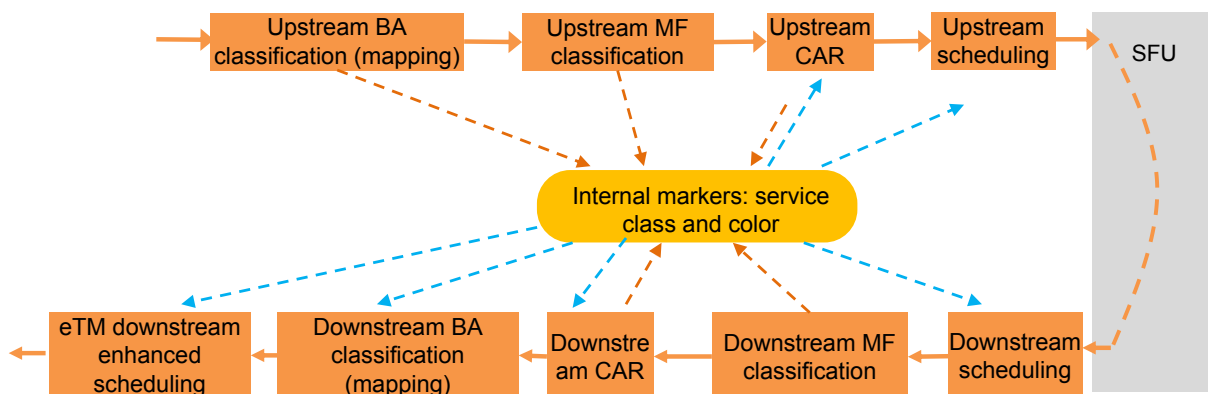 Upstream BA
classification (mapping)
Upstream MF
classification
Upstream
CAR
Upstream
scheduling
SFU
Internal markers: service
class and color
eTM downstream
enhanced
scheduling
Downstream BA
classification
(mapping)
Downstre
am CAR
Downstream MF
classification
Downstream
scheduling